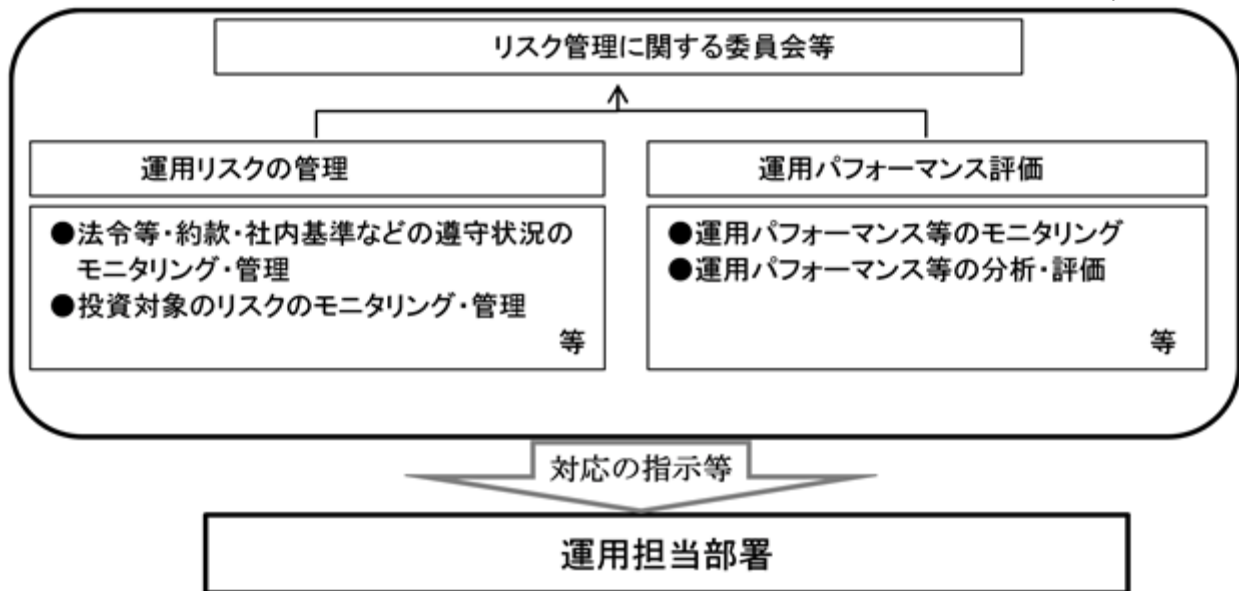 リスク管理に関する委員会等
運用リスクの管理
●法令等・約款・社内基準などの遵守状況の
モニタリング・管理
●投資対象のリスクのモニタリング・管理
等
運用パフォーマンス評価
●運用パフォーマンス等のモニタリング
●運用パフォーマンス等の分析・評価
等
対応の指示等
運用担当部署